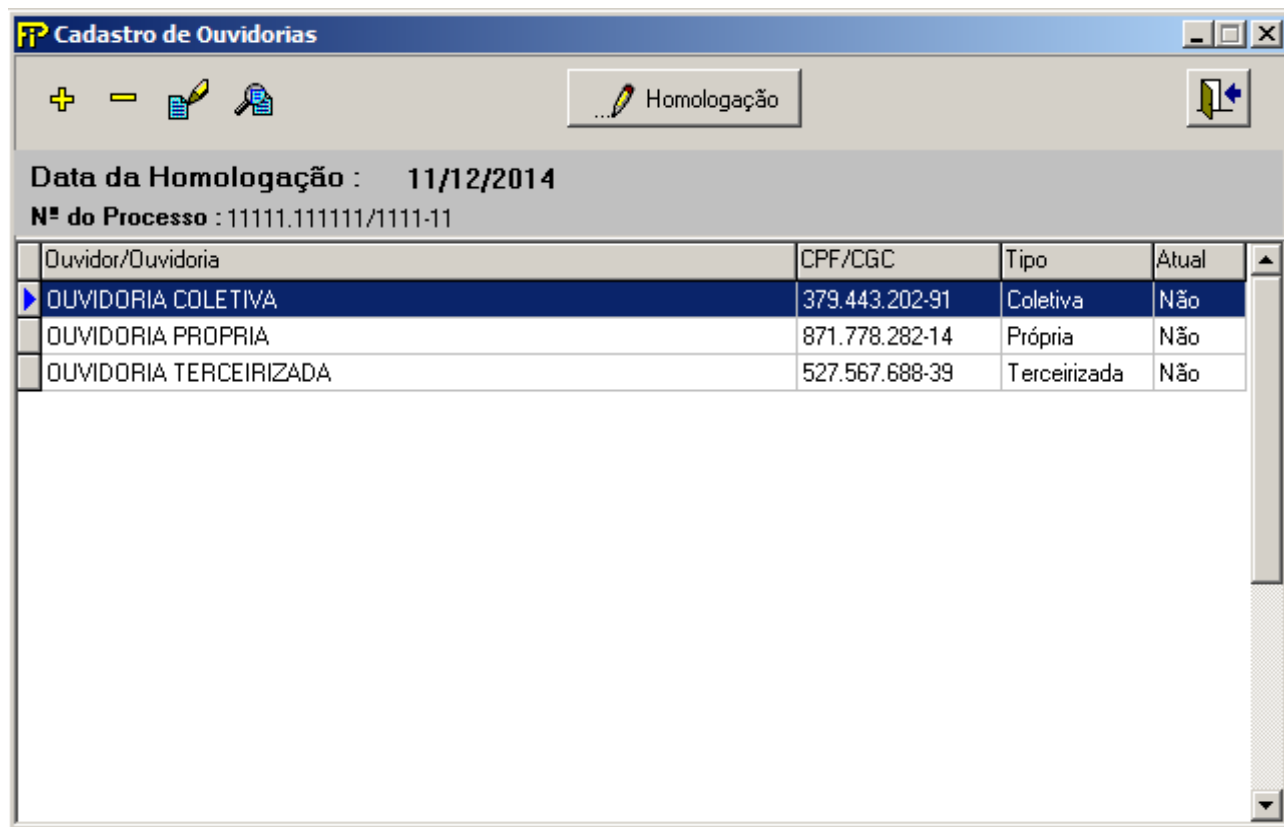 FIP Cadastro de Ouvidorias
... Homologação
Data da Homologação : 11/12/2014
Nº do Processo : 11111.111111/1111-11
Ouvidor/Ouvidoria CPF/CGC Tipo Atual
OUVIDORIA COLETIVA 379.443.202-91 Coletiva Não
OUVIDORIA PROPRIA 871.778.282-14 Própria Não
OUVIDORIA TERCEIRIZADA 527.567.688-39 Terceirizada Não